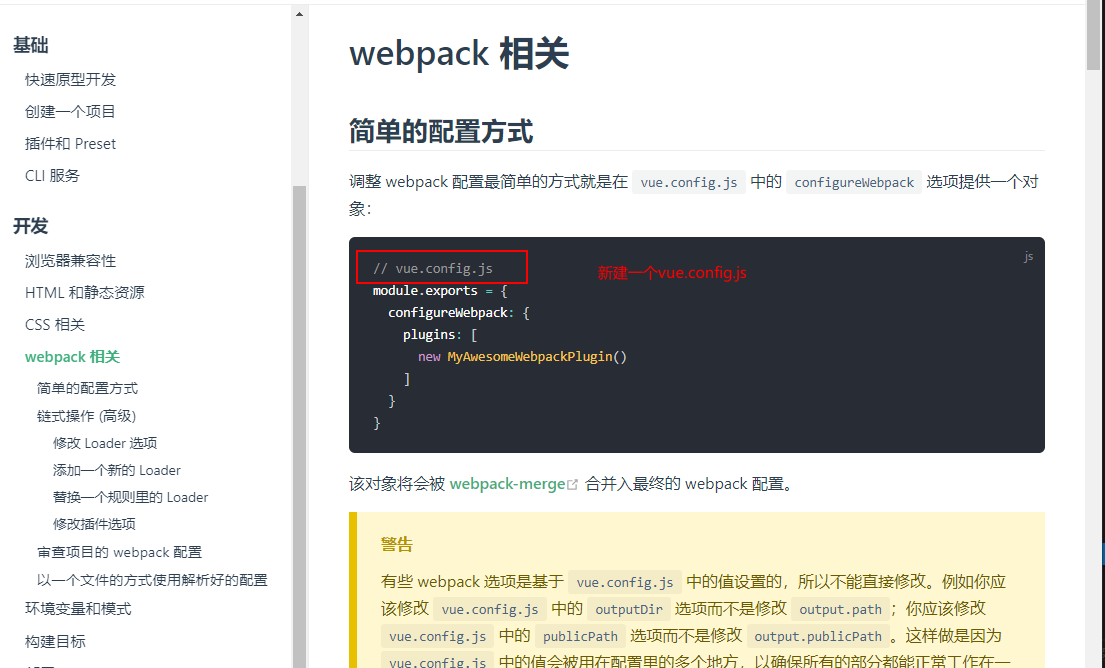 基础
快速原型开发
创建一个项目
插件和 Preset
CLI 服务
开发
浏览器兼容性
HTML 和静态资源
CSS 相关
webpack 相关
简单的配置方式
链式操作 (高级)
修改 Loader 选项
添加一个新的 Loader
替换一个规则里的 Loader
修改插件选项
审查项目的 webpack 配置
以一个文件的方式使用解析好的配置
环境变量和模式
构建目标
webpack 相关
简单的配置方式
调整 webpack 配置最简单的方式就是在 vue.config.js 中的 configureWebpack 选项提供一个对
象：
js
// vue.config.js
新建一个vue.config.js
module.exports = {
configureWebpack: {
plugins: [
new MyAwesomeWebpackPlugin()
]
}
}
该对象将会被 webpack-merge 合并入最终的 webpack 配置。
警告
有些 webpack 选项是基于 vue.config.js 中的值设置的，所以不能直接修改。例如你应
该修改 vue.config.js 中的 outputDir 选项而不是修改 output.path ；你应该修改
vue.config.js 中的 publicPath 选项而不是修改 output.publicPath 。这样做是因为
vue.config.js 中的值会被用在配置里的多个地方，以确保所有的部分都能正常工作在一